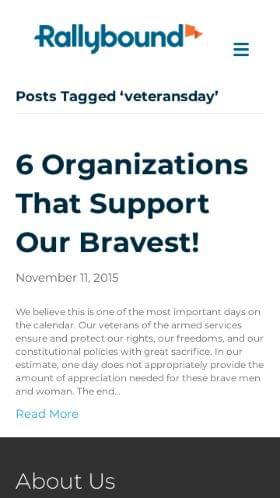 Rallybound
Posts Tagged ‘veteransday’
6 Organizations
That Support
Our Bravest!
November 11, 2015
We believe this is one of the most important days on
the calendar. Our veterans of the armed services
ensure and protect our rights, our freedoms, and our
constitutional policies with great sacrifice. In our
estimate, one day does not appropriately provide the
amount of appreciation needed for these brave men
and woman. The end...
Read More
About Us